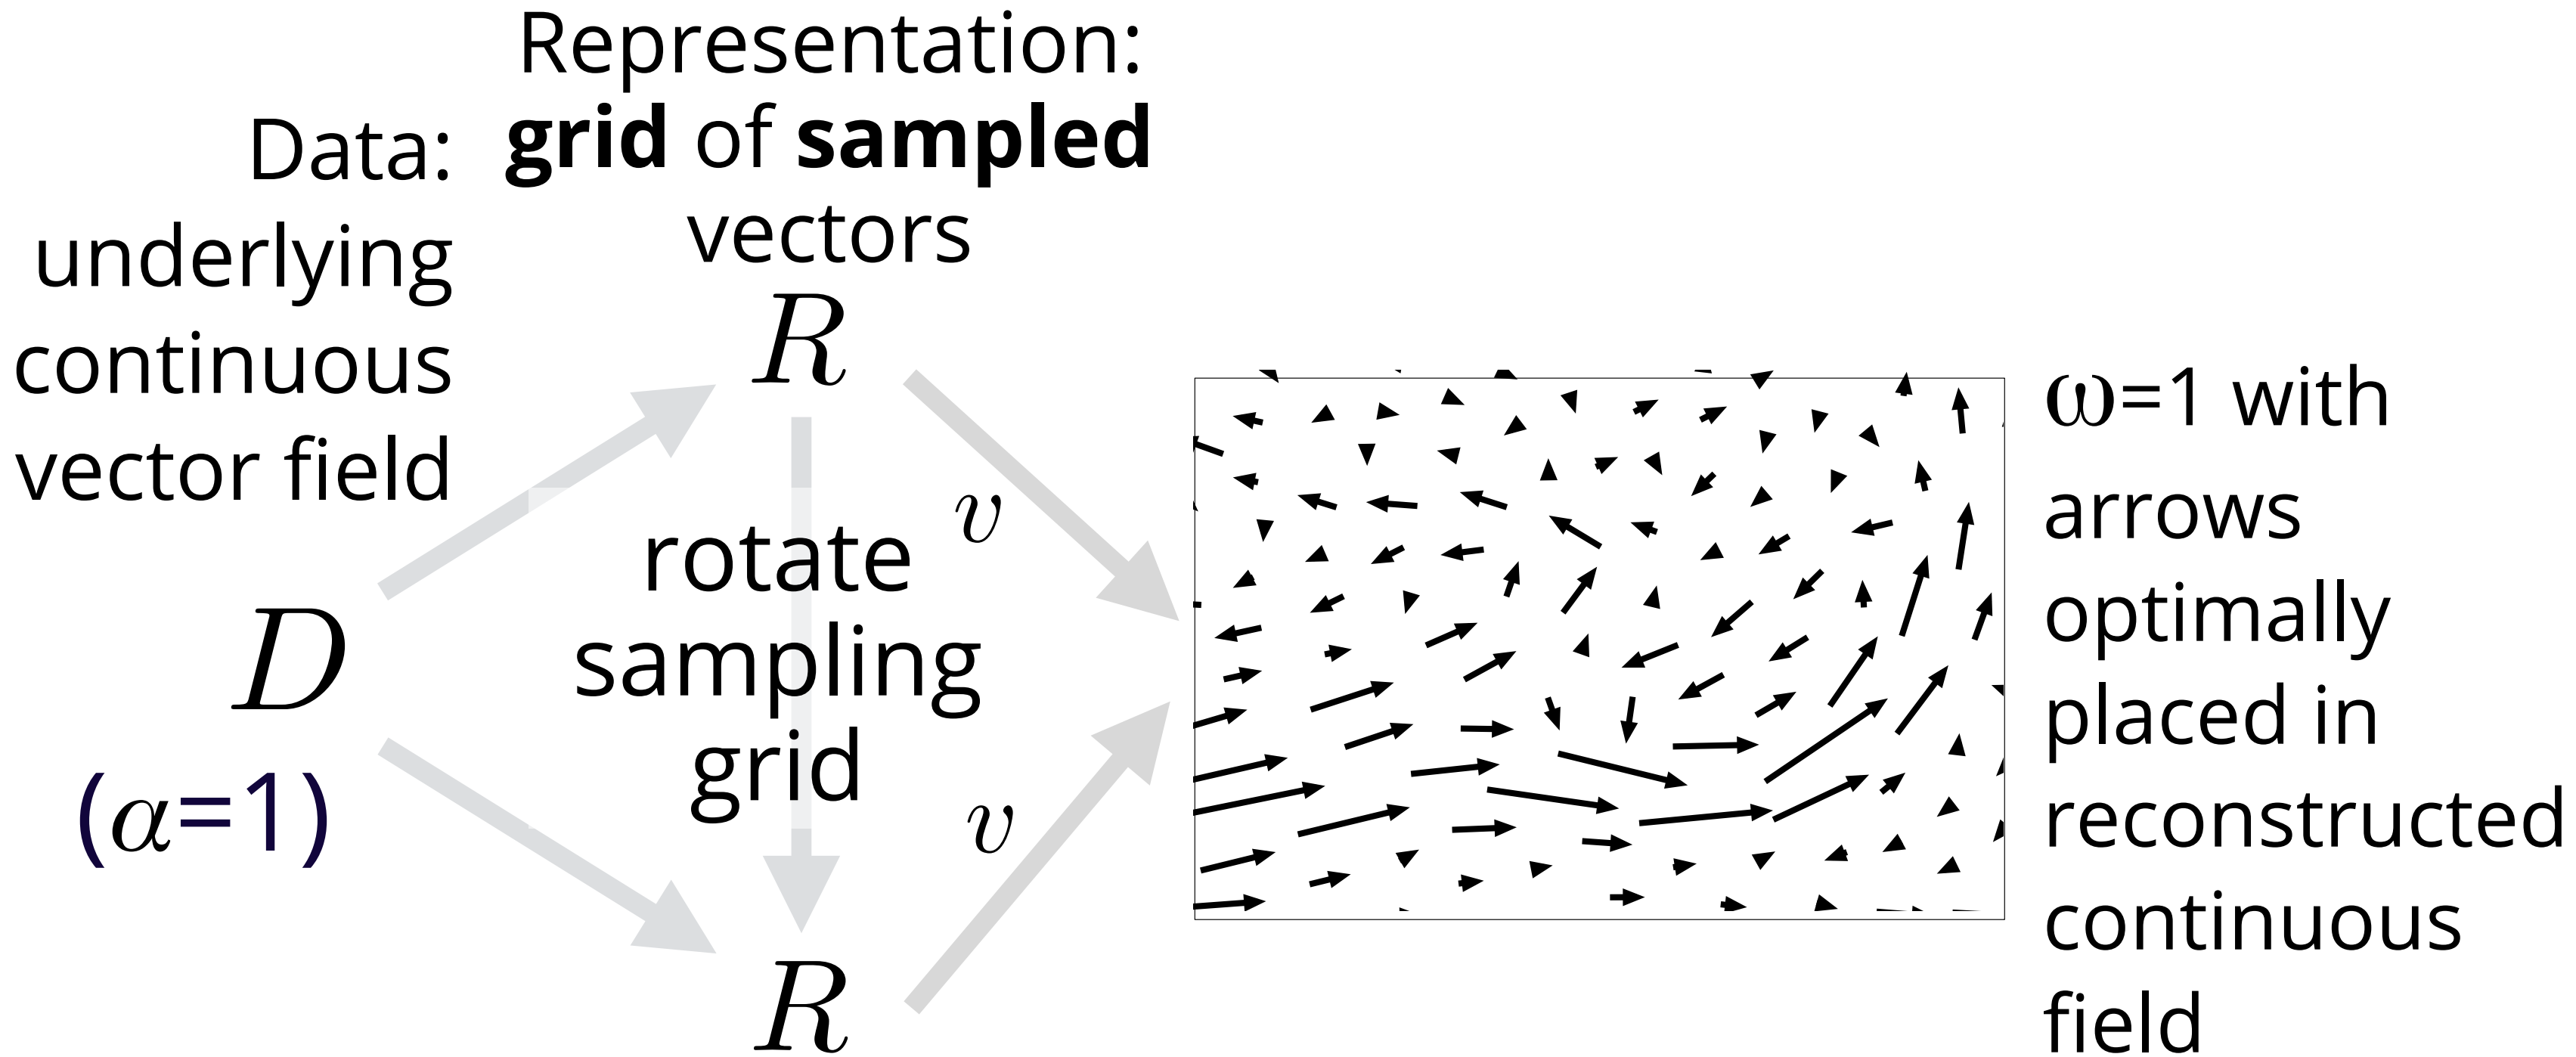 Data:
underlying
continuous
vector field
D
(α=1)
Representation:
grid of sampled
vectors
R
rotate
sampling
grid
R
v
v
ω=1 with
arrows
optimally
placed in
reconstructed
continuous
field